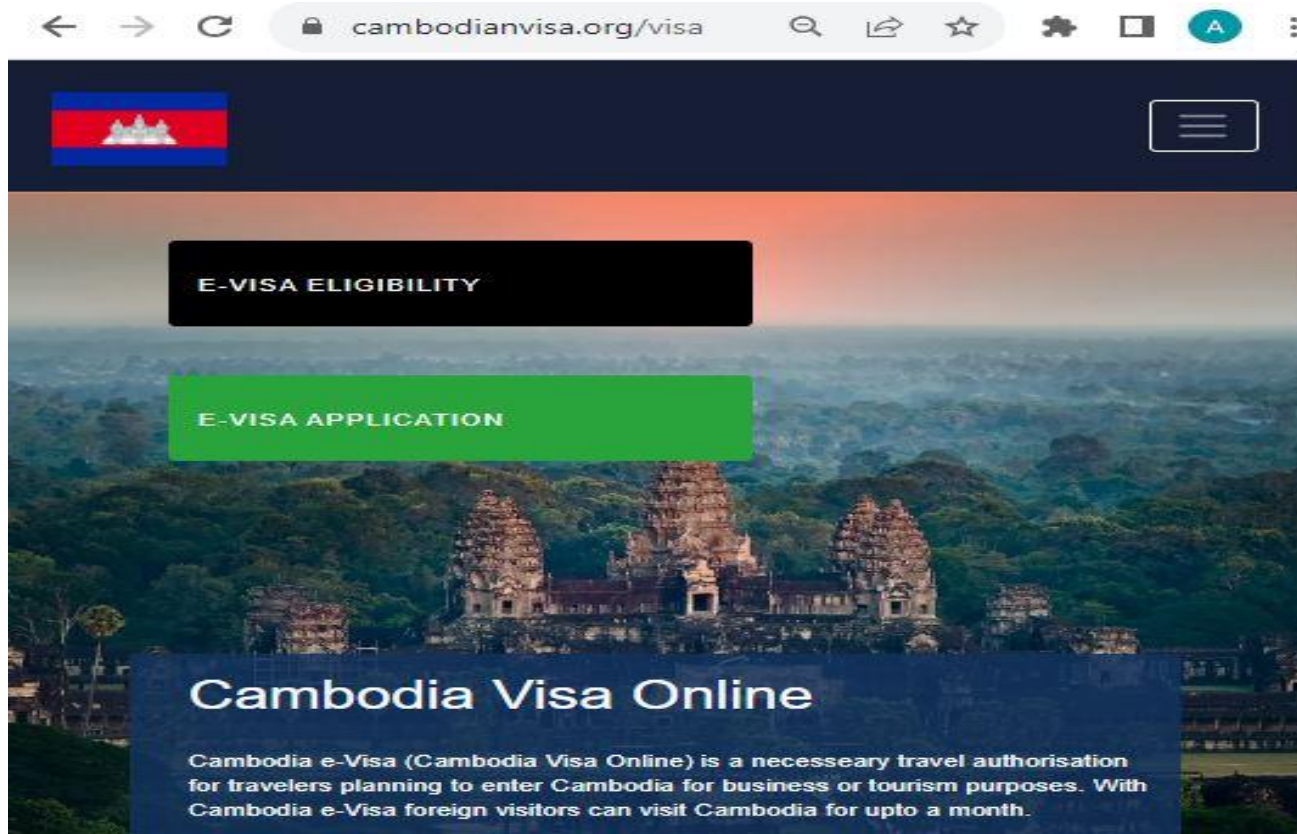 cambodianvisa.org/visa
A
E-VISA ELIGIBILITY
E-VISA APPLICATION
Cambodia Visa Online
Cambodia e-Visa (Cambodia Visa Online) is a necesseary travel authorisation
for travelers planning to enter Cambodia for business or tourism purposes. With
Cambodia e-Visa foreign visitors can visit Cambodia for upto a month.